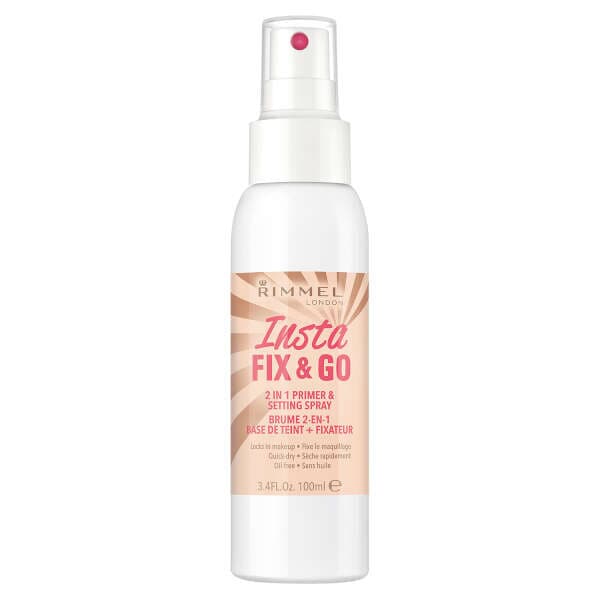 RIMMEL
LONDON
Insta
FIX & GO
2 IN 1 PRIMER &
SETTING SPRAY
BRUME 2-EN-1
BASE DE TEINT + FIXATEUR
Locks in makeup • Fixe le maquillage
Quick dry • Sèche rapidement
Oil free • Sans huile
3.4FL.Oz. 100ml ℮